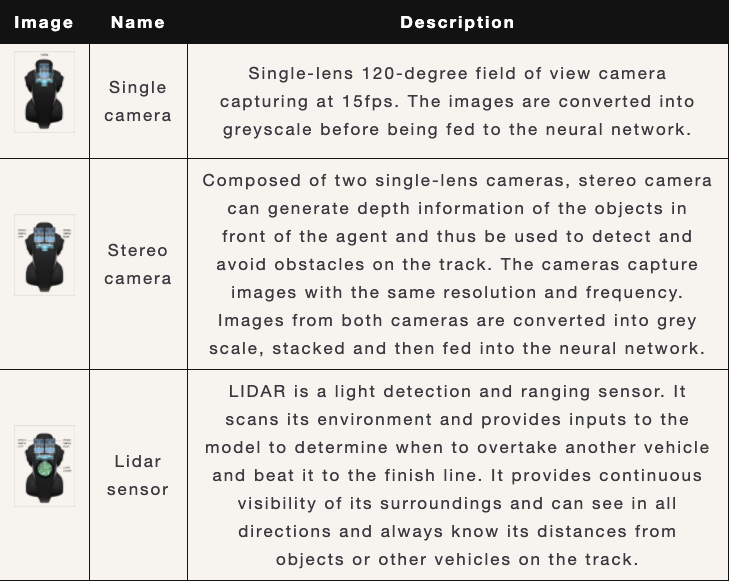 Image Name Description
Single
camera
Single-lens 120-degree field of view camera
capturing at 15fps. The images are converted into
greyscale before being fed to the neural network.
Stereo
camera
Composed of two single-lens cameras, stereo camera
can generate depth information of the objects in
front of the agent and thus be used to detect and
avoid obstacles on the track. The cameras capture
images with the same resolution and frequency.
Images from both cameras are converted into grey
scale, stacked and then fed into the neural network.
Lidar
sensor
LIDAR is a light detection and ranging sensor. It
scans its environment and provides inputs to the
model to determine when to overtake another vehicle
and beat it to the finish line. It provides continuous
visibility of its surroundings and can see in all
directions and always know its distances from
objects or other vehicles on the track.